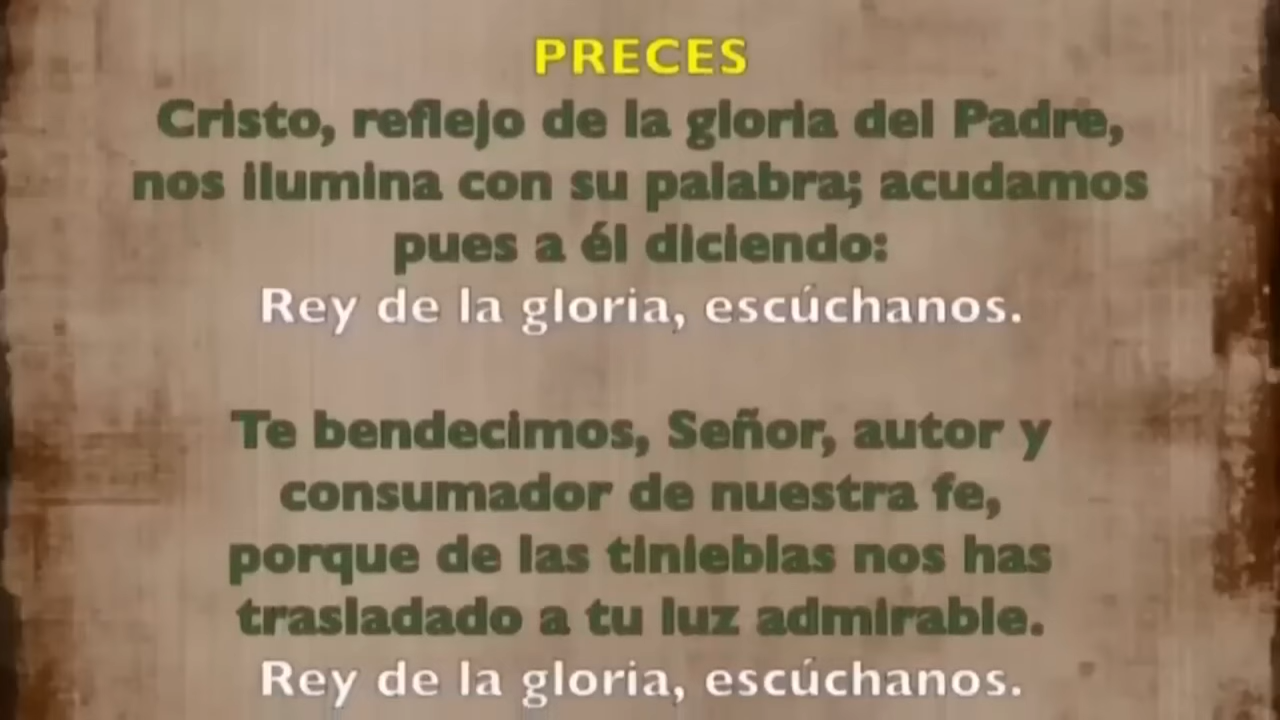 PRECES
Cristo, reflejo de la gloria del Padre,
nos ilumina con su palabra; acudamos
pues a él diciendo:
Rey de la gloria, escúchanos.
Te bendecimos, Señor, autor y
consumador de nuestra fe,
porque de las tinieblas nos has
trasladado a tu luz admirable.
Rey de la gloria, escúchanos.